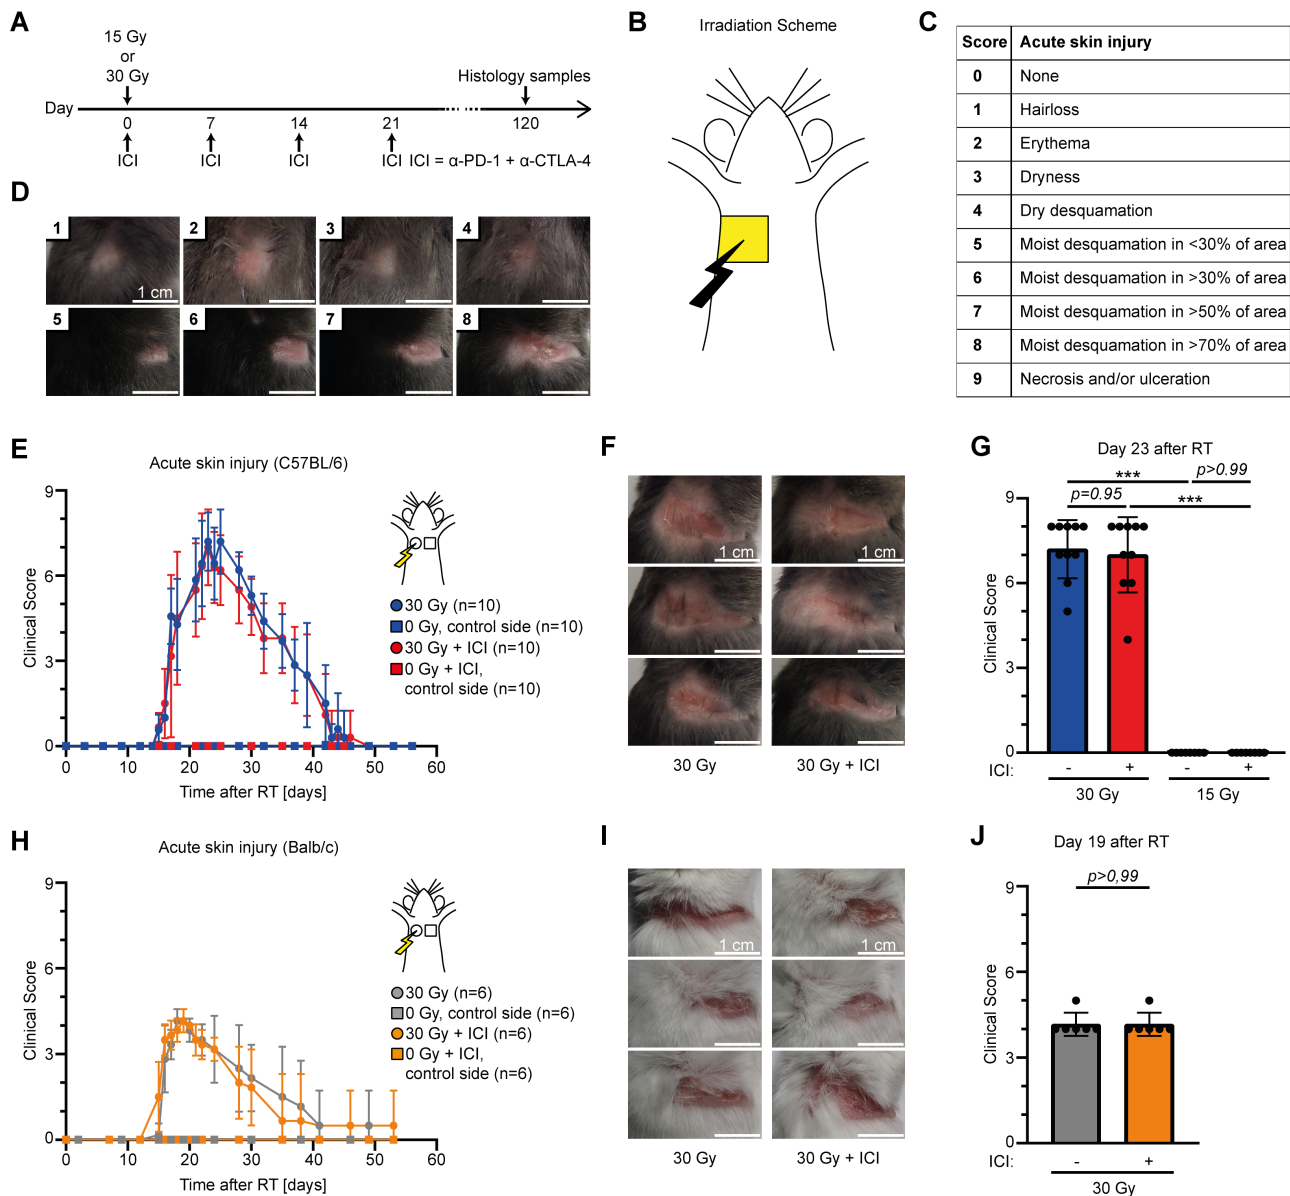 A
15 Gy
or
30 Gy
Histology samples
Day
0 7 14 21 120
ICI ICI ICI ICI ICI = α-PD-1 + α-CTLA-4
B
Irradiation Scheme
C
Score Acute skin injury
0 None
1 Hairloss
2 Erythema
3 Dryness
4 Dry desquamation
5 Moist desquamation in <30% of area
6 Moist desquamation in >30% of area
7 Moist desquamation in >50% of area
8 Moist desquamation in >70% of area
9 Necrosis and/or ulceration
D
1 2 3 4
1 cm
5 6 7 8
E
Acute skin injury (C57BL/6)
Clinical Score
9
6
3
0
0 10 20 30 40 50 60
Time after RT [days]
30 Gy (n=10)
0 Gy, control side (n=10)
30 Gy + ICI (n=10)
0 Gy + ICI,
control side (n=10)
F
1 cm 1 cm
30 Gy 30 Gy + ICI
G
Day 23 after RT
*** p>0.99
p=0.95 ***
Clinical Score
9
6
3
0
ICI: - + - +
30 Gy 15 Gy
H
Acute skin injury (Balb/c)
Clinical Score
9
6
3
0
0 10 20 30 40 50 60
Time after RT [days]
30 Gy (n=6)
0 Gy, control side (n=6)
30 Gy + ICI (n=6)
0 Gy + ICI,
control side (n=6)
I
1 cm 1 cm
30 Gy 30 Gy + ICI
J
Day 19 after RT
p>0,99
Clinical Score
9
6
3
0
ICI: - +
30 Gy